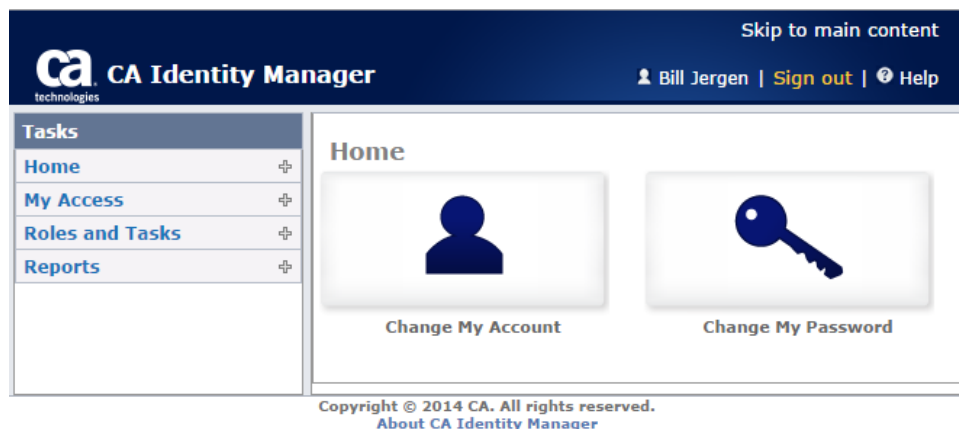 Skip to main content
ca technologies
CA Identity Manager
Bill Jergen | Sign out | ? Help
Tasks
Home
My Access
Roles and Tasks
Reports
Home
Change My Account
Change My Password
Copyright © 2014 CA. All rights reserved.
About CA Identity Manager